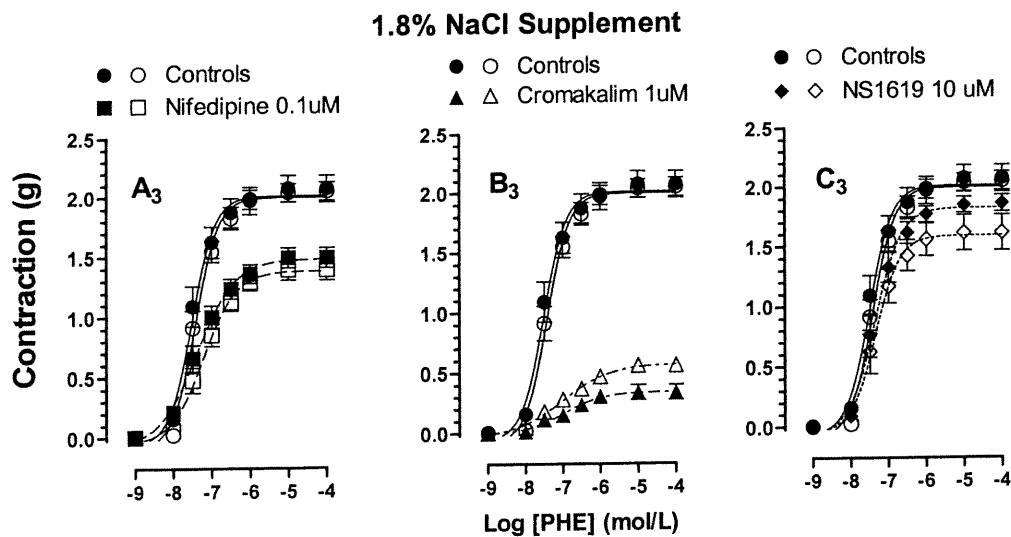 1.8% NaCl Supplement
Controls
Nifedipine 0.1uM
Controls
Cromakalim 1uM
Controls
NS1619 10 uM
Contraction (g)
A3
2.5
2.0
1.5
1.0
0.5
0.0
-9 -8 -7 -6 -5 -4
B3
2.5
2.0
1.5
1.0
0.5
0.0
-9 -8 -7 -6 -5 -4
C3
2.5
2.0
1.5
1.0
0.5
0.0
-9 -8 -7 -6 -5 -4
Log [PHE] (mol/L)